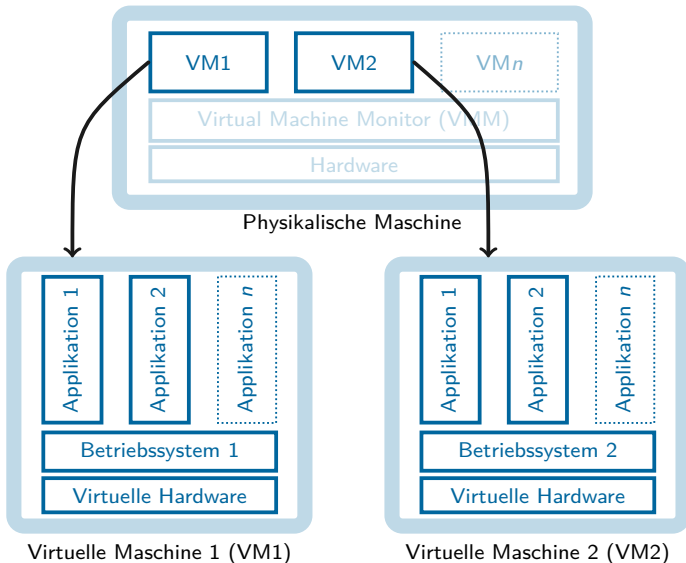 VM1 VM2 VMn
Virtual Machine Monitor (VMM)
Hardware
Physikalische Maschine
Applikation 1 Applikation 2 Applikation n
Betriebssystem 1
Virtuelle Hardware
Virtuelle Maschine 1 (VM1)
Applikation 1 Applikation 2 Applikation n
Betriebssystem 2
Virtuelle Hardware
Virtuelle Maschine 2 (VM2)